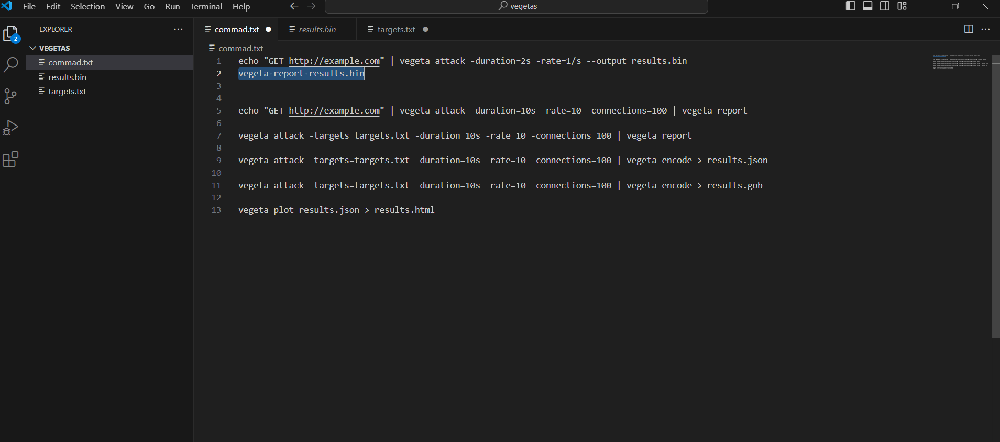 File Edit Selection View Go Run Terminal Help
vegetas
2
EXPLORER
VEGETAS
commad.txt
results.bin
targets.txt
commad.txt
results.bin
targets.txt
commad.txt
1 echo "GET http://example.com" | vegeta attack -duration=2s -rate=1/s --output results.bin
2 vegeta report results.bin
3
4
5 echo "GET http://example.com" | vegeta attack -duration=10s -rate=10 -connections=100 | vegeta report
6
7 vegeta attack -targets=targets.txt -duration=10s -rate=10 -connections=100 | vegeta report
8
9 vegeta attack -targets=targets.txt -duration=10s -rate=10 -connections=100 | vegeta encode > results.json
10
11 vegeta attack -targets=targets.txt -duration=10s -rate=10 -connections=100 | vegeta encode > results.gob
12
13 vegeta plot results.json > results.html